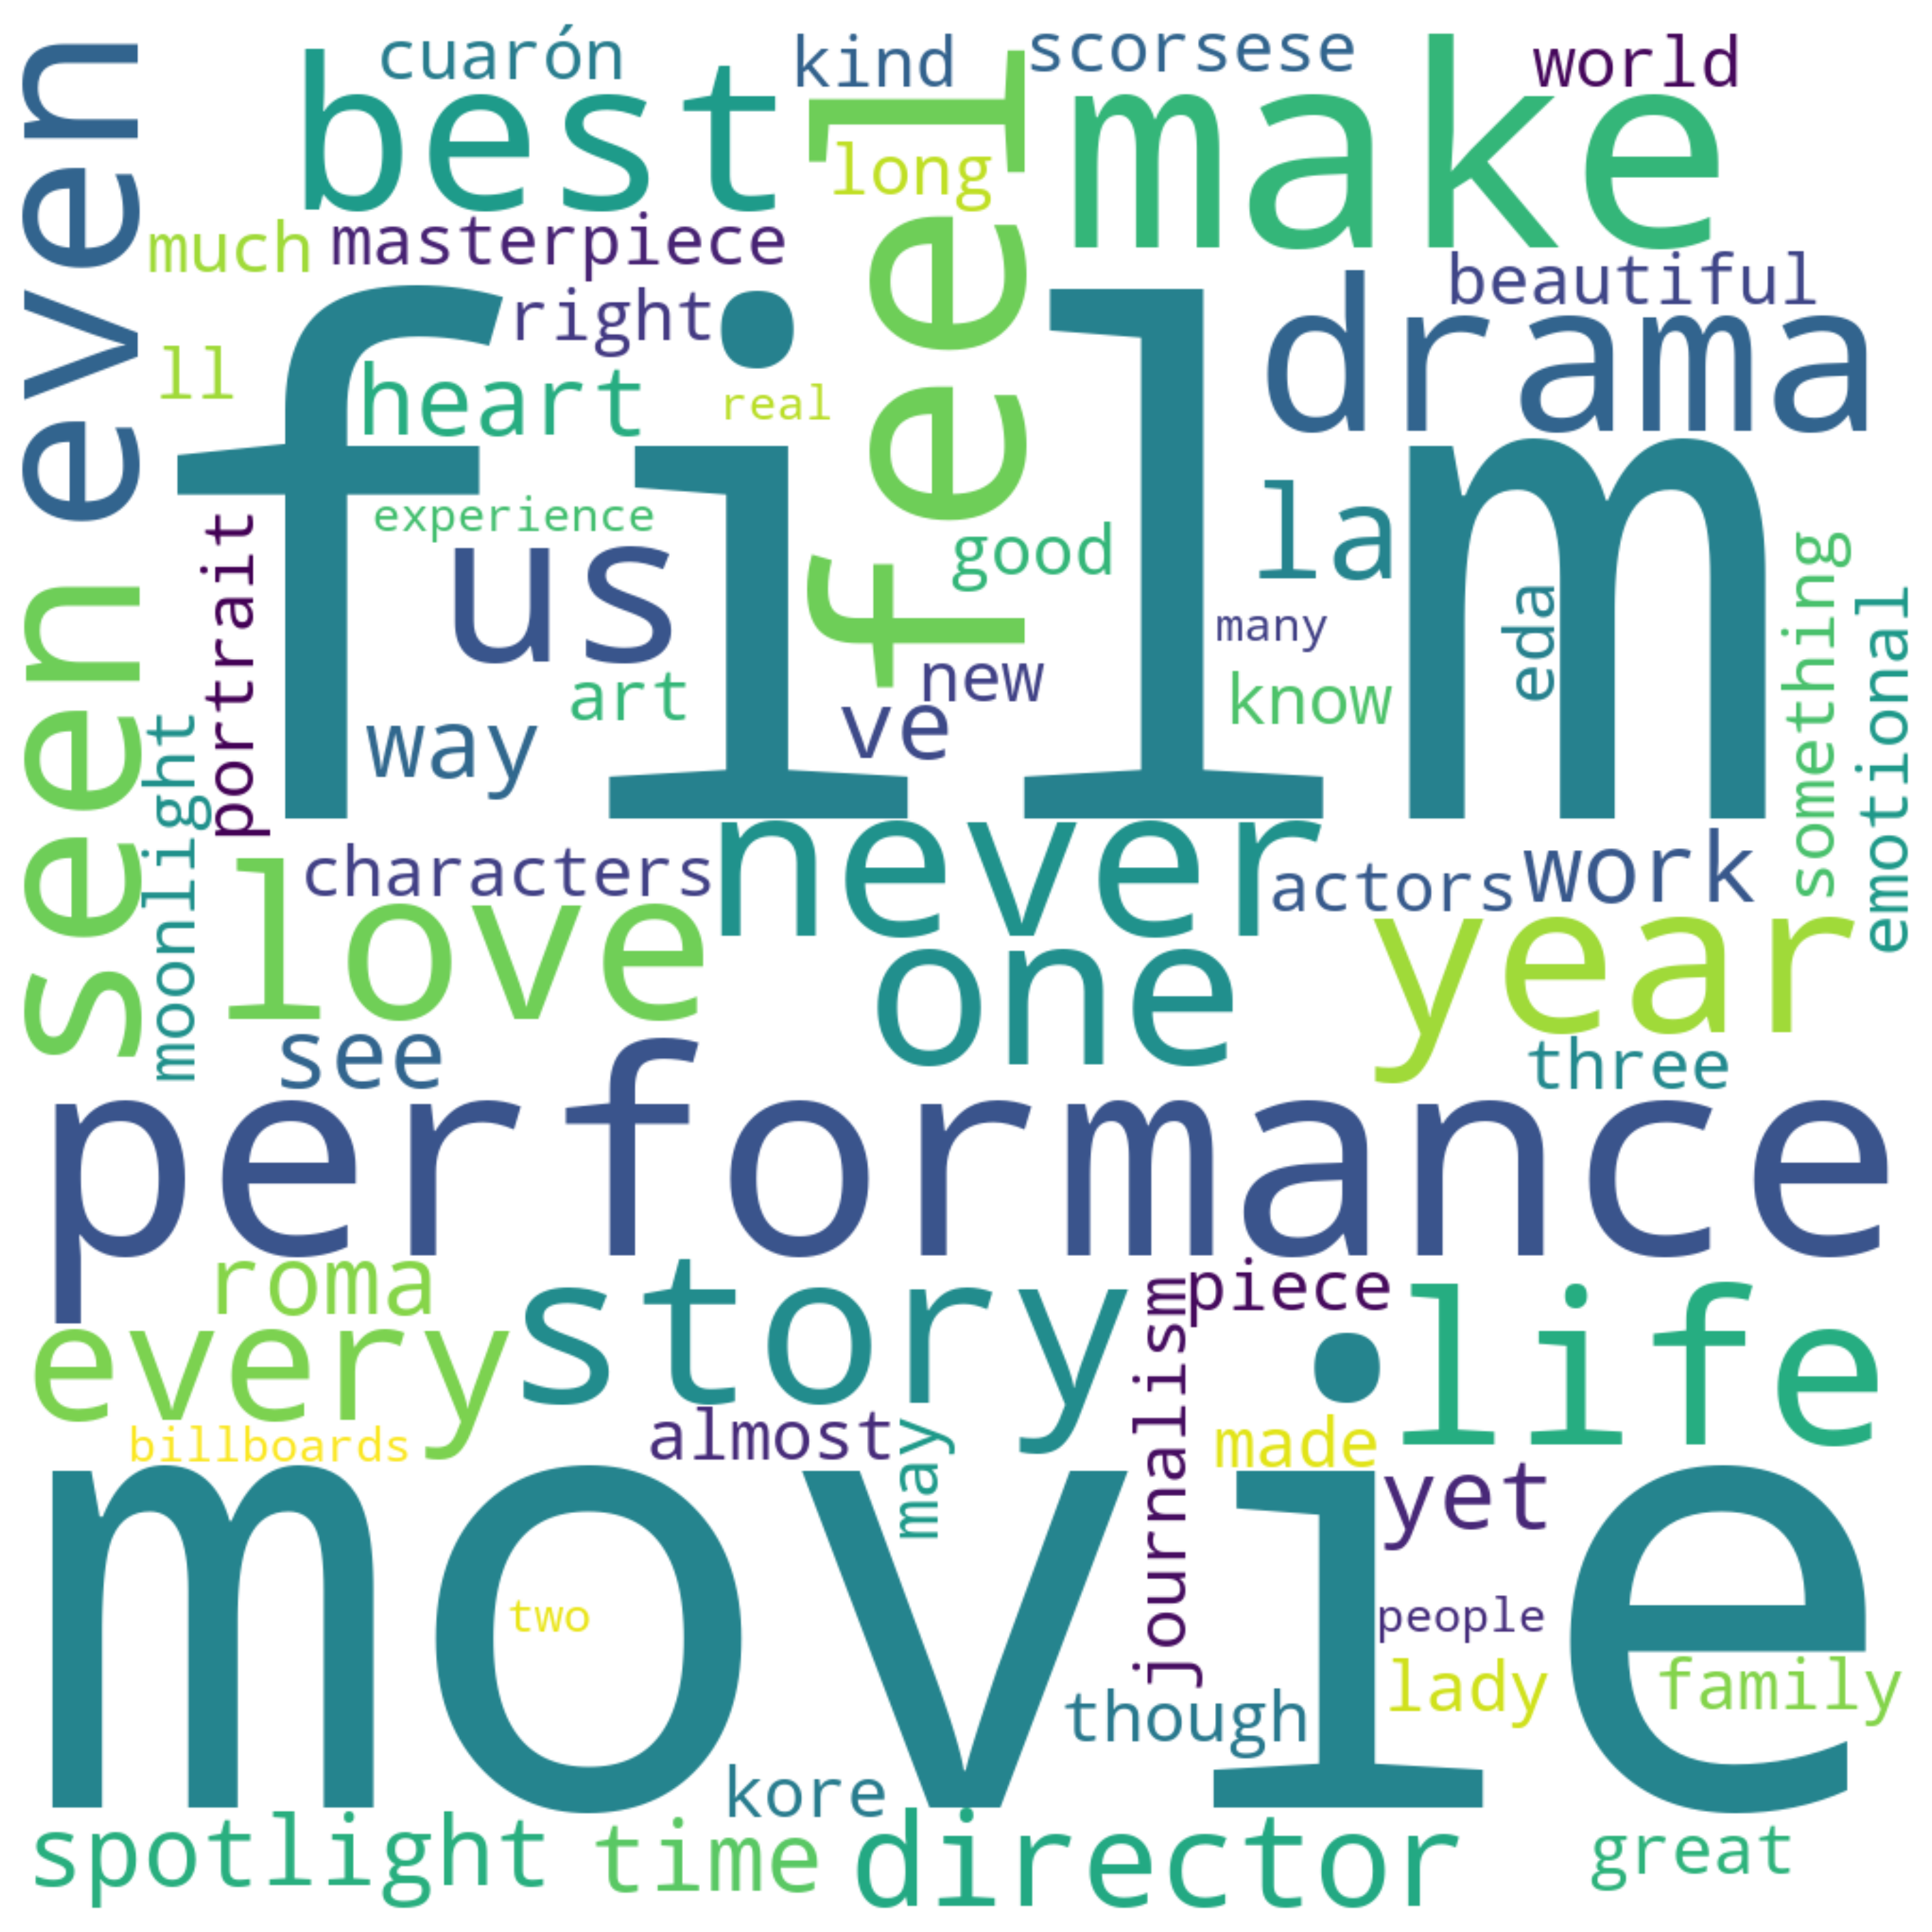 cuarón
kind
scorsese
world
even
best
make
long
feel
much
masterpiece
beautiful
right
drama
ll
heart
real
film
experience
good
la
us
portrait
many
eda
something
emotional
art
new
know
way
ve
seen
moonlight
never
characters
actors
work
love
one
year
see
three
performance
roma
piece
story
life
every
journalism
billboards
almost
may
made
yet
movie
two
people
lady
family
though
kore
spotlight
time
director
great